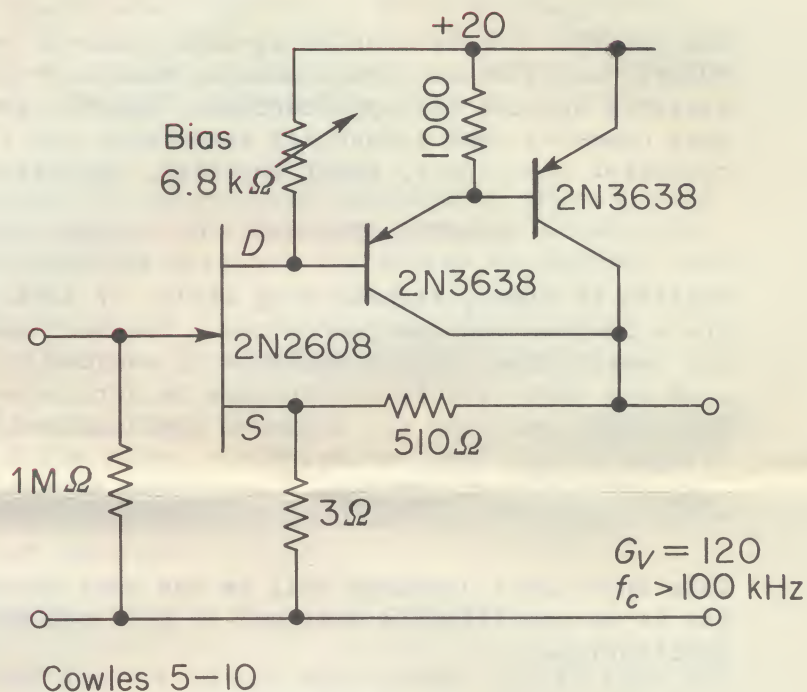 +20
1000
Bias
6.8 kΩ
2N3638
D
2N3638
2N2608
S
510Ω
1MΩ
3Ω
G_V = 120
f_c > 100 kHz
Cowles 5-10